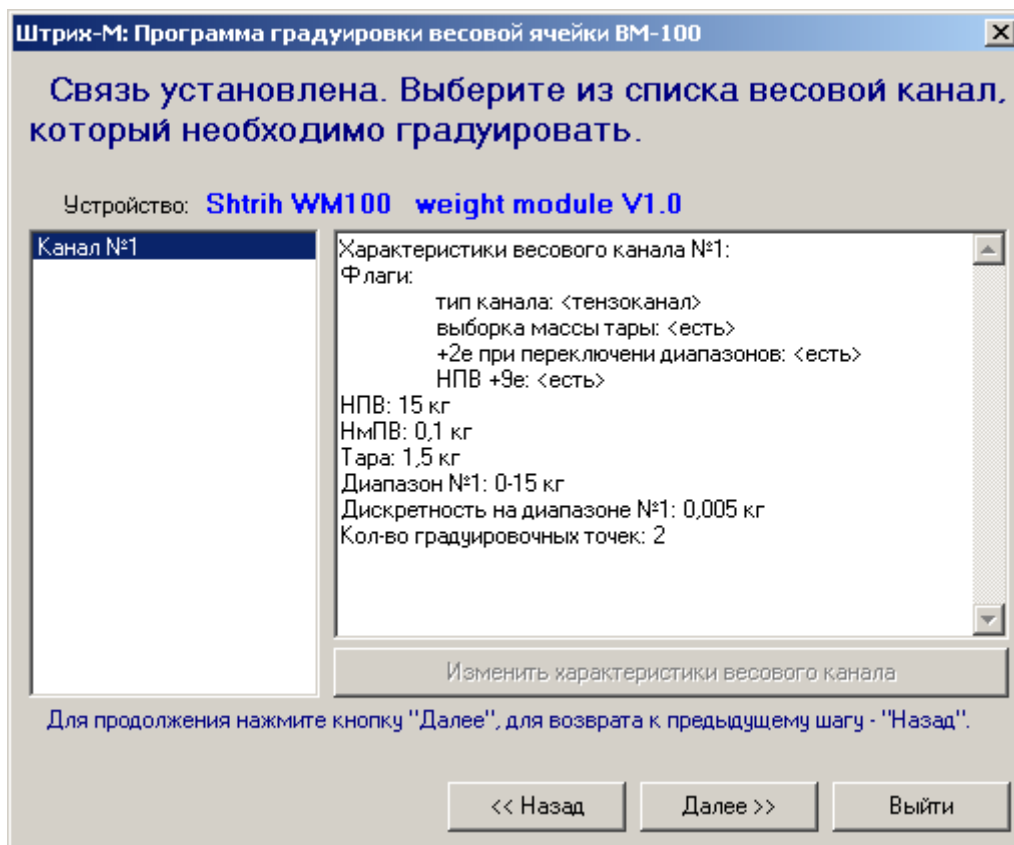 Штрих-М: Программа градуировки весовой ячейки ВМ-100
Связь установлена. Выберите из списка весовой канал,
который необходимо градуировать.
Устройство: Shtrih WM100 weight module V1.0
Канал №1
Характеристики весового канала №1:
Флаги:
тип канала: <тензоканал>
выборка массы тары: <есть>
+2е при переключени диапазонов: <есть>
НПВ +9е: <есть>
НПВ: 15 кг
НмПВ: 0,1 кг
Тара: 1,5 кг
Диапазон №1: 0-15 кг
Дискретность на диапазоне №1: 0,005 кг
Кол-во градуировочных точек: 2
Изменить характеристики весового канала
Для продолжения нажмите кнопку "Далее", для возврата к предыдущему шагу - "Назад".
<< Назад
Далее >>
Выйти